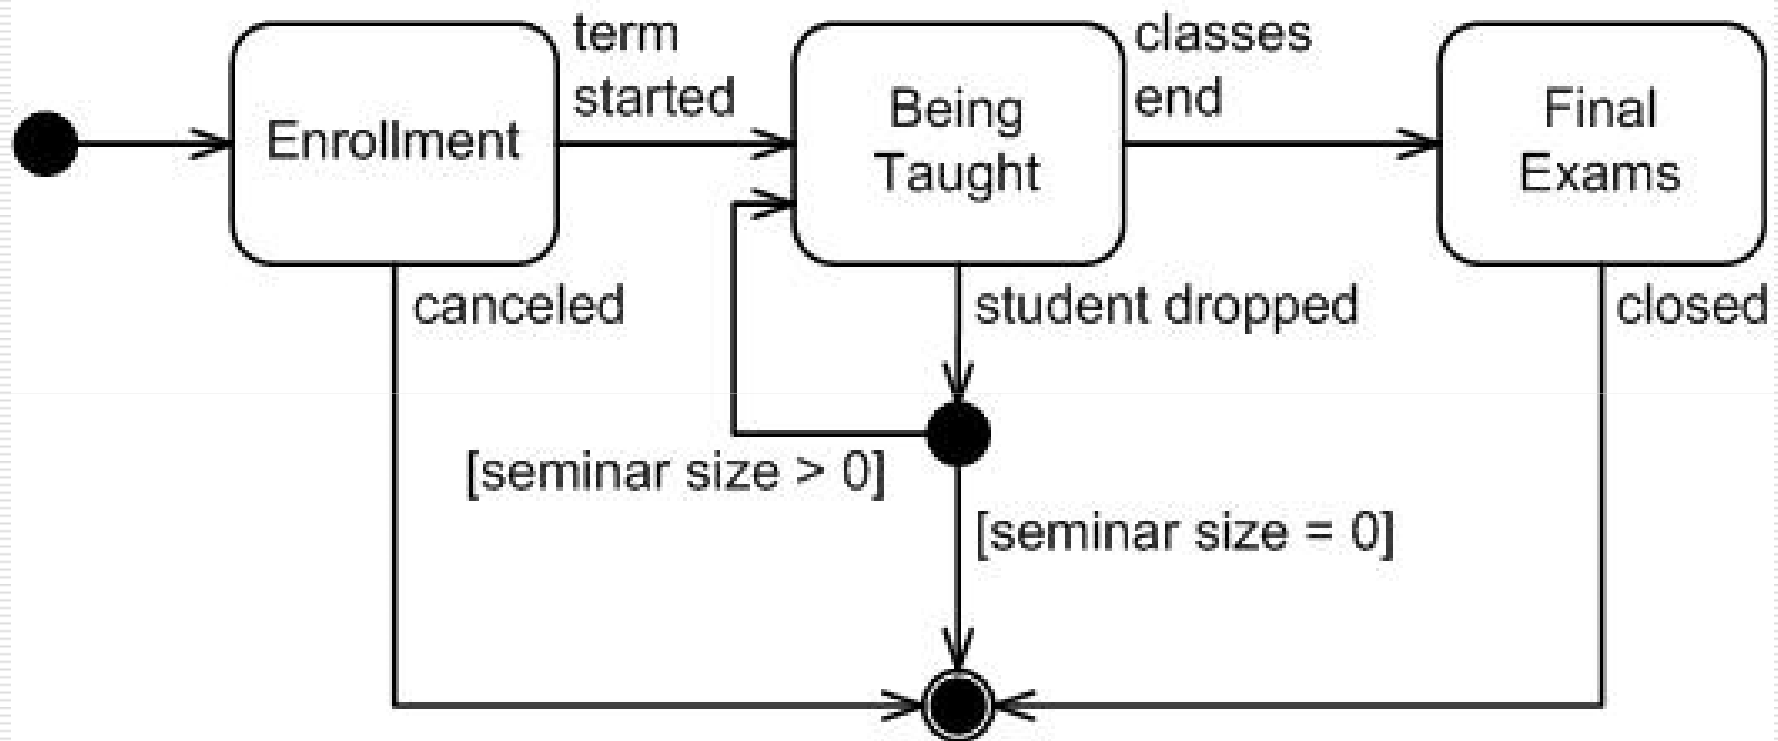 term
started
classes
end
Enrollment
Being
Taught
Final
Exams
canceled
student dropped
closed
[seminar size > 0]
[seminar size = 0]